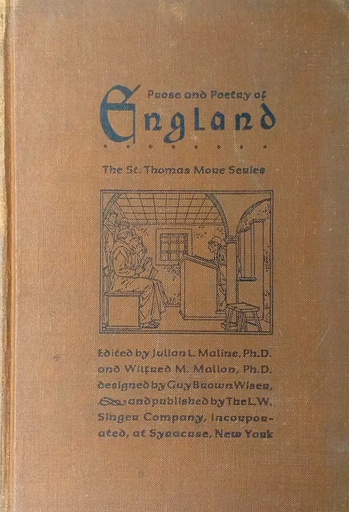 Prose and Poetry of
England
The St. Thomas More Series
Edited by Julian L. Maline, Ph.D.
and Wilfred M. Mallon, Ph.D.
designed by Guy Brown Wiser,
and published by The L.W.
Singer Company, Incorpor-
ated, at Syracuse, New York